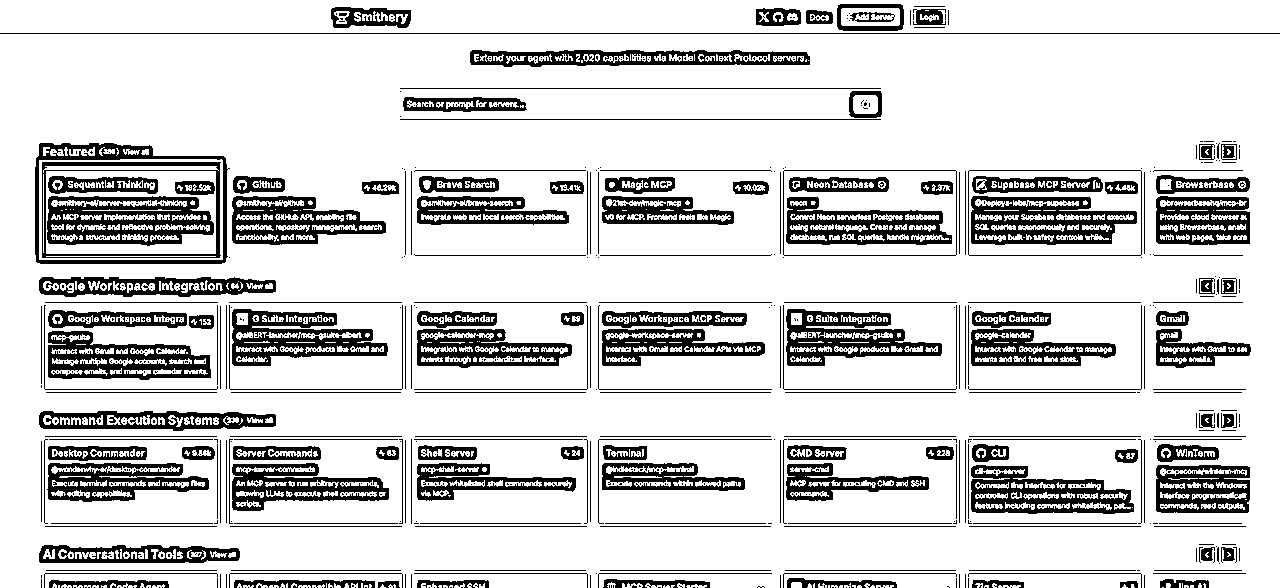 Smithery
Docs
Add Server
Login
Extend your agent with 2,020 capabilities via Model Context Protocol servers.
Search or prompt for servers...
Featured View all
Sequential Thinking
@smithery-ai/server-sequential-thinking
An MCP server implementation that provides a
tool for dynamic and reflective problem-solving
through a structured thinking process.
Github 46.29k
@smithery-ai/github
Access the GitHub API, enabling file
operations, repository management, search
functionality, and more.
Brave Search 13.41k
@smithery-ai/brave-search
Integrate web and local search capabilities.
Magic MCP 10.02k
@21st-dev/magic-mcp
v0 for MCP. Frontend feels like Magic
Neon Database 2.37k
neon
Control Neon serverless Postgres databases
using natural language. Create and manage
databases, run SQL queries, handle migration...
Supabase MCP Server 4.45k
Manage your Supabase databases and execute
SQL queries autonomously and securely.
Leverage built-in safety controls while...
Browserbase
@browserbasehq/mcp-br
Provides cloud browser au
using Browserbase, enabl
with web pages, take scre
Google Workspace Integration View all
Google Workspace Integra 152
mcp-gsuite
Interact with Gmail and Google Calendar.
Manage multiple Google accounts, search and
compose emails, and manage calendar events.
G Suite Integration
@alBERT-launcher/mcp-gsuite-albert
Interact with Google products like Gmail and
Calendar.
Google Calendar 89
google-calendar-mcp
Integration with Google Calendar to manage
events through a standardized interface.
Google Workspace MCP Server
google-workspace-server
Interact with Gmail and Calendar APIs via MCP
interface.
G Suite Integration
@alBERT-launcher/mcp-gsuite
Interact with Google products like Gmail and
Calendar.
Google Calendar
google-calendar
Interact with Google Calendar to manage
events and find free time slots.
Gmail
gmail
Integrate with Gmail to se
manage emails.
Command Execution Systems View all
Desktop Commander
@wonderwhy-er/desktop-commander
Execute terminal commands and manage files
with editing capabilities.
Server Commands 63
mcp-server-commands
An MCP server to run arbitrary commands,
allowing LLMs to execute shell commands or
scripts.
Shell Server 24
mcp-shell-server
Execute whitelisted shell commands securely
via MCP.
Terminal
@indiestack/mcp-terminal
Execute commands within allowed paths
CMD Server 228
server-cmd
MCP server for executing CMD and SSH
commands.
CLI 87
cli-mcp-server
Command line interface for executing
controlled CLI operations with robust security
features including command whitelisting, pat...
WinTerm
@capecoma/winterm-mcp
Interact with the Windows
interface programmaticall
commands, read outputs,
AI Conversational Tools View all
Autonomous Coder Agent
Any OpenAI Compatible API Int
Enhanced SSH
MCP Server Starter
AI Humanize Server